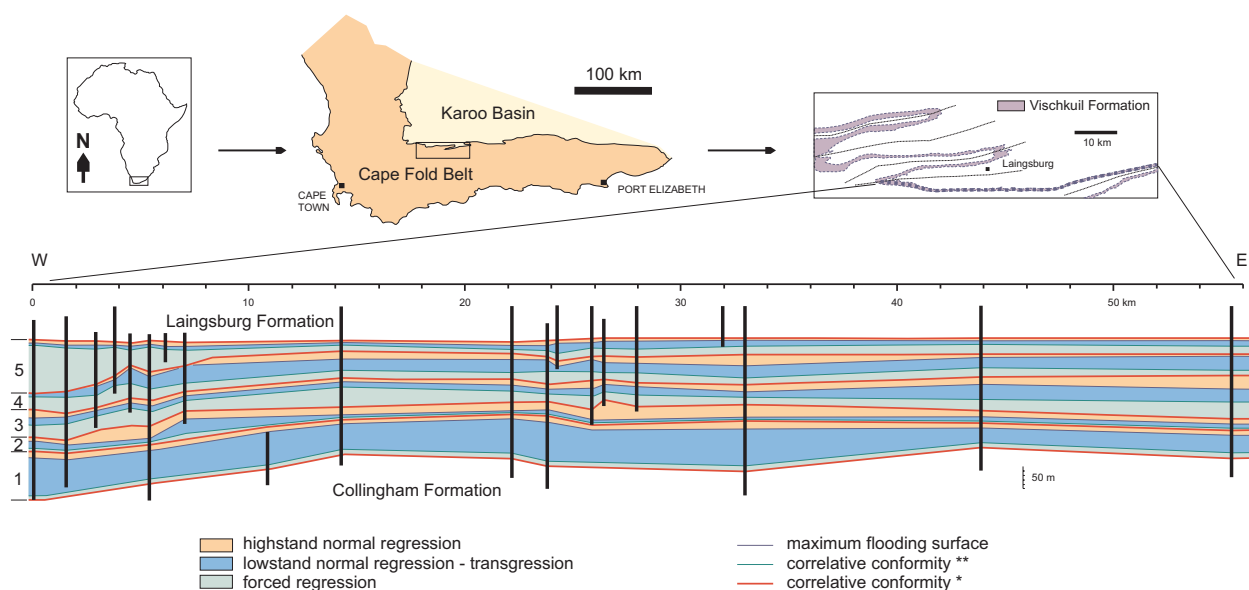 N
100 km
Karoo Basin
Cape Fold Belt
CAPE
TOWN
PORT ELIZABETH
Vischkuil Formation
10 km
Laingsburg
W
E
0
10
20
30
40
50 km
Laingsburg Formation
5
4
3
2
1
Collingham Formation
50 m
highstand normal regression
lowstand normal regression - transgression
forced regression
maximum flooding surface
correlative conformity **
correlative conformity *